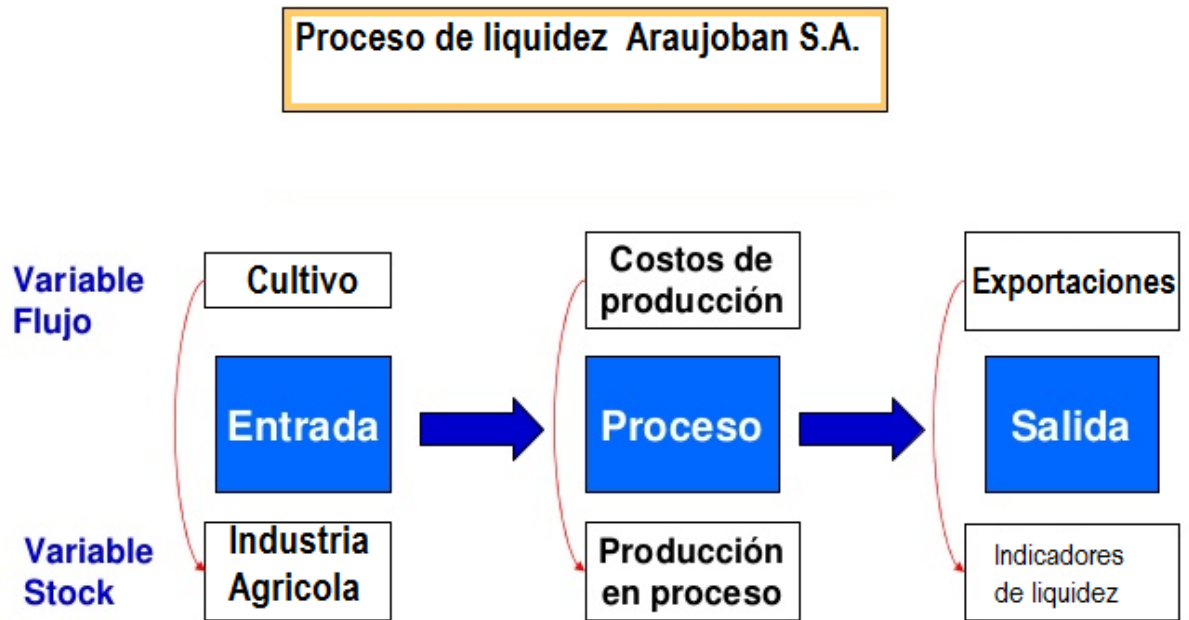 Proceso de liquidez Araujoban S.A.
Variable
Flujo
Cultivo
Costos de
producción
Exportaciones
Entrada
Proceso
Salida
Variable
Stock
Industria
Agricola
Producción
en proceso
Indicadores
de liquidez